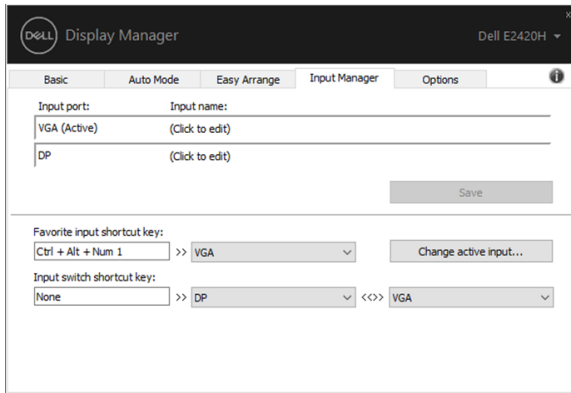 DELL Display Manager Dell E2420H
x
Basic Auto Mode Easy Arrange Input Manager Options i
Input port: Input name:
VGA (Active) (Click to edit)
DP (Click to edit)
Save
Favorite input shortcut key:
Ctrl + Alt + Num 1 >> VGA Change active input...
Input switch shortcut key:
None >> DP <<>> VGA